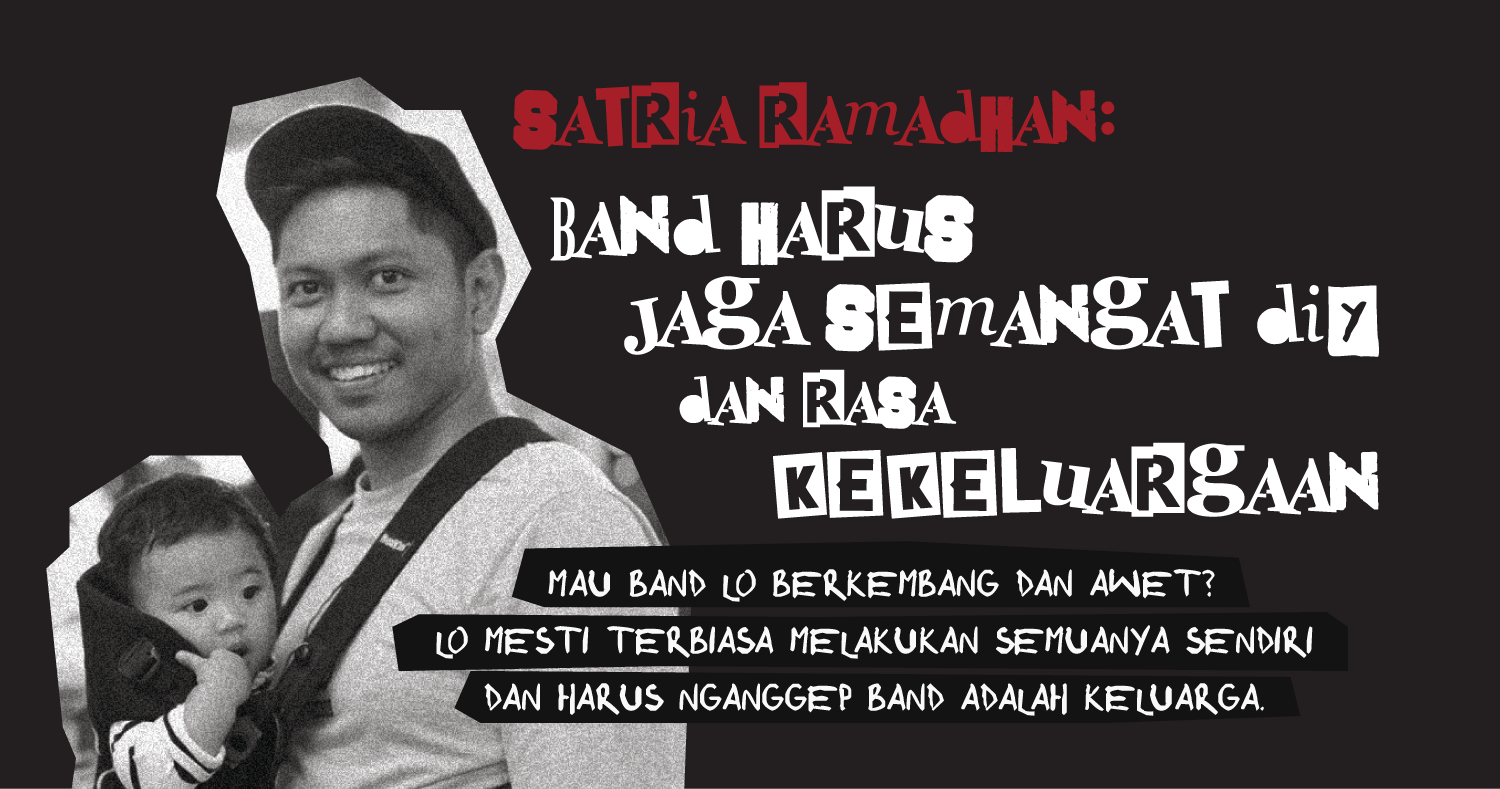 SATRiA RAmAdHAN:
BANd HARuS
JAgA SEmANgAT diY
dAN RASA
KEKELuARgAAN
MAU BAND LO BERKEMBANG DAN AWET?
LO MESTI TERBIASA MELAKUKAN SEMUANYA SENDIRI
DAN HARUS NGANGGEP BAND ADALAH KELUARGA.